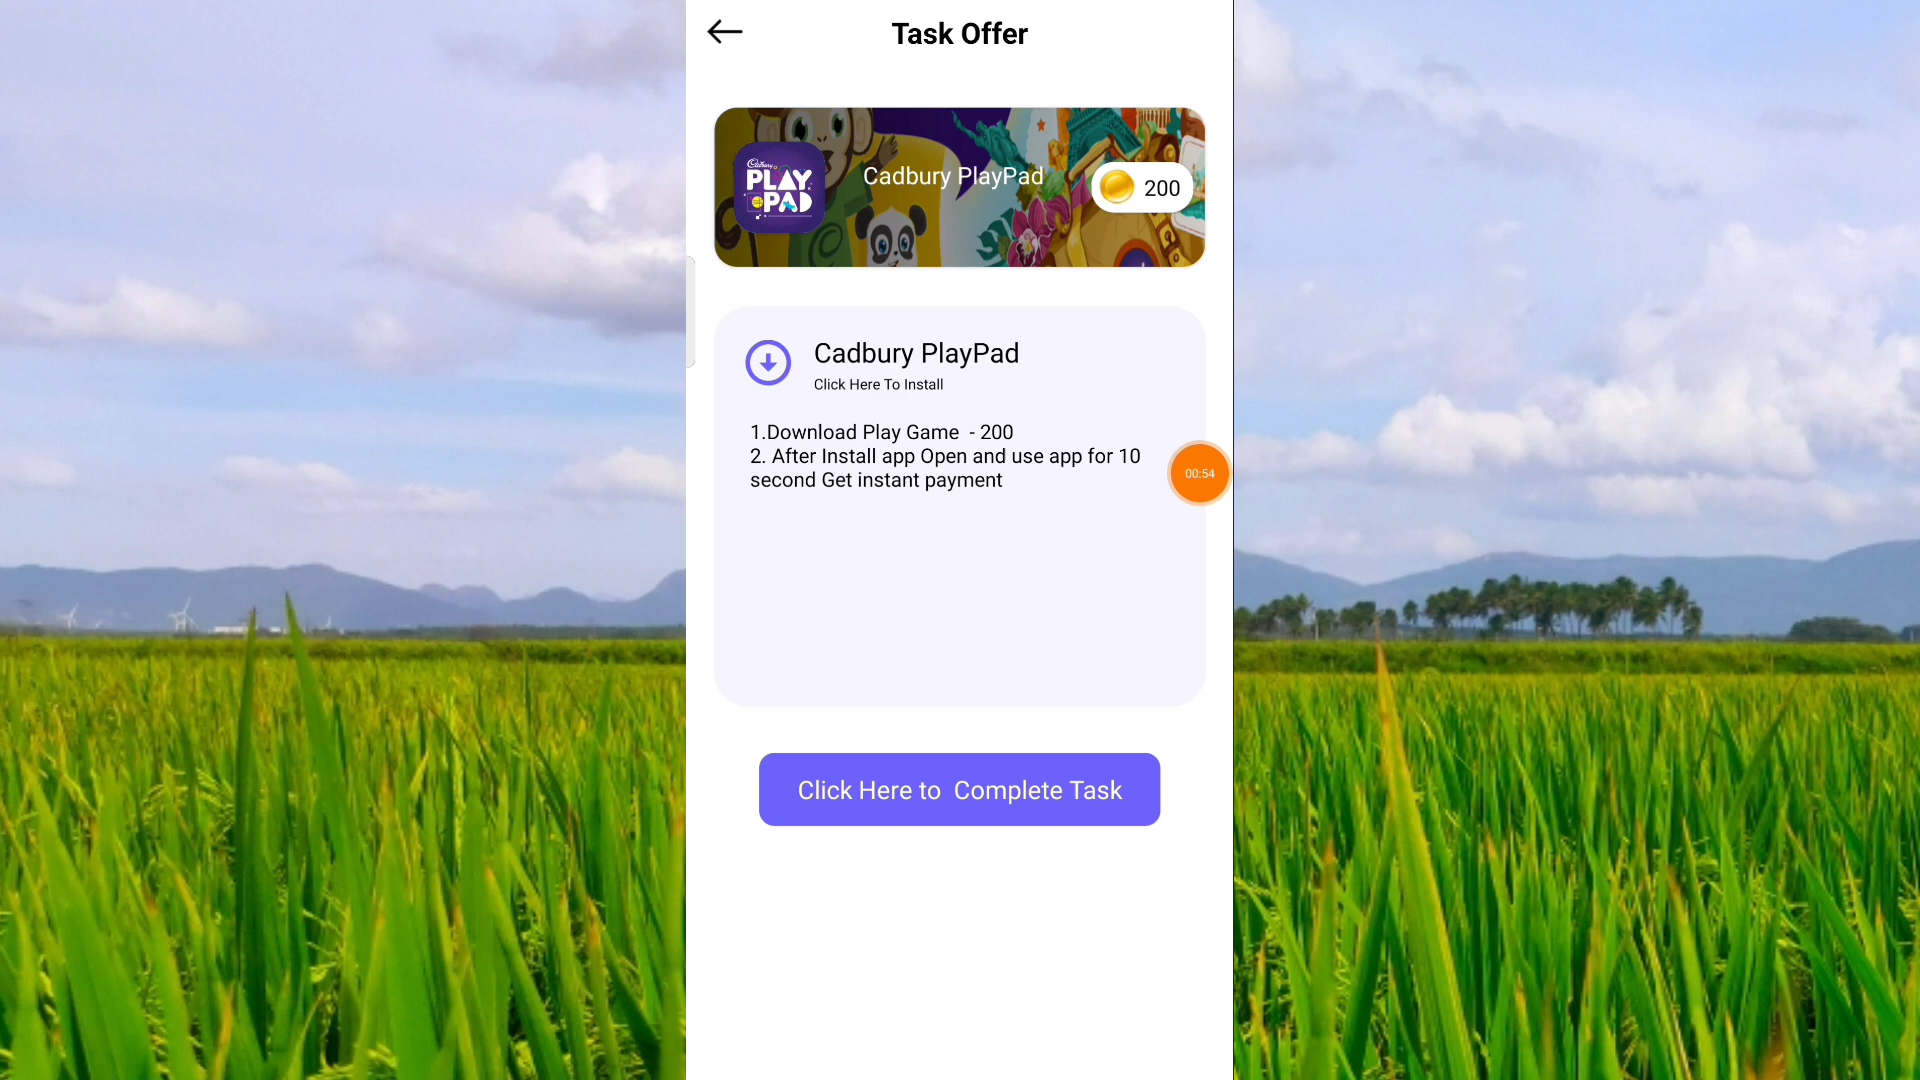 Task Offer
Cadbury
PLAY
PAD
Cadbury PlayPad
200
Cadbury PlayPad
Click Here To Install
1.Download Play Game  - 200
2. After Install app Open and use app for 10
second Get instant payment
00:54
Click Here to  Complete Task